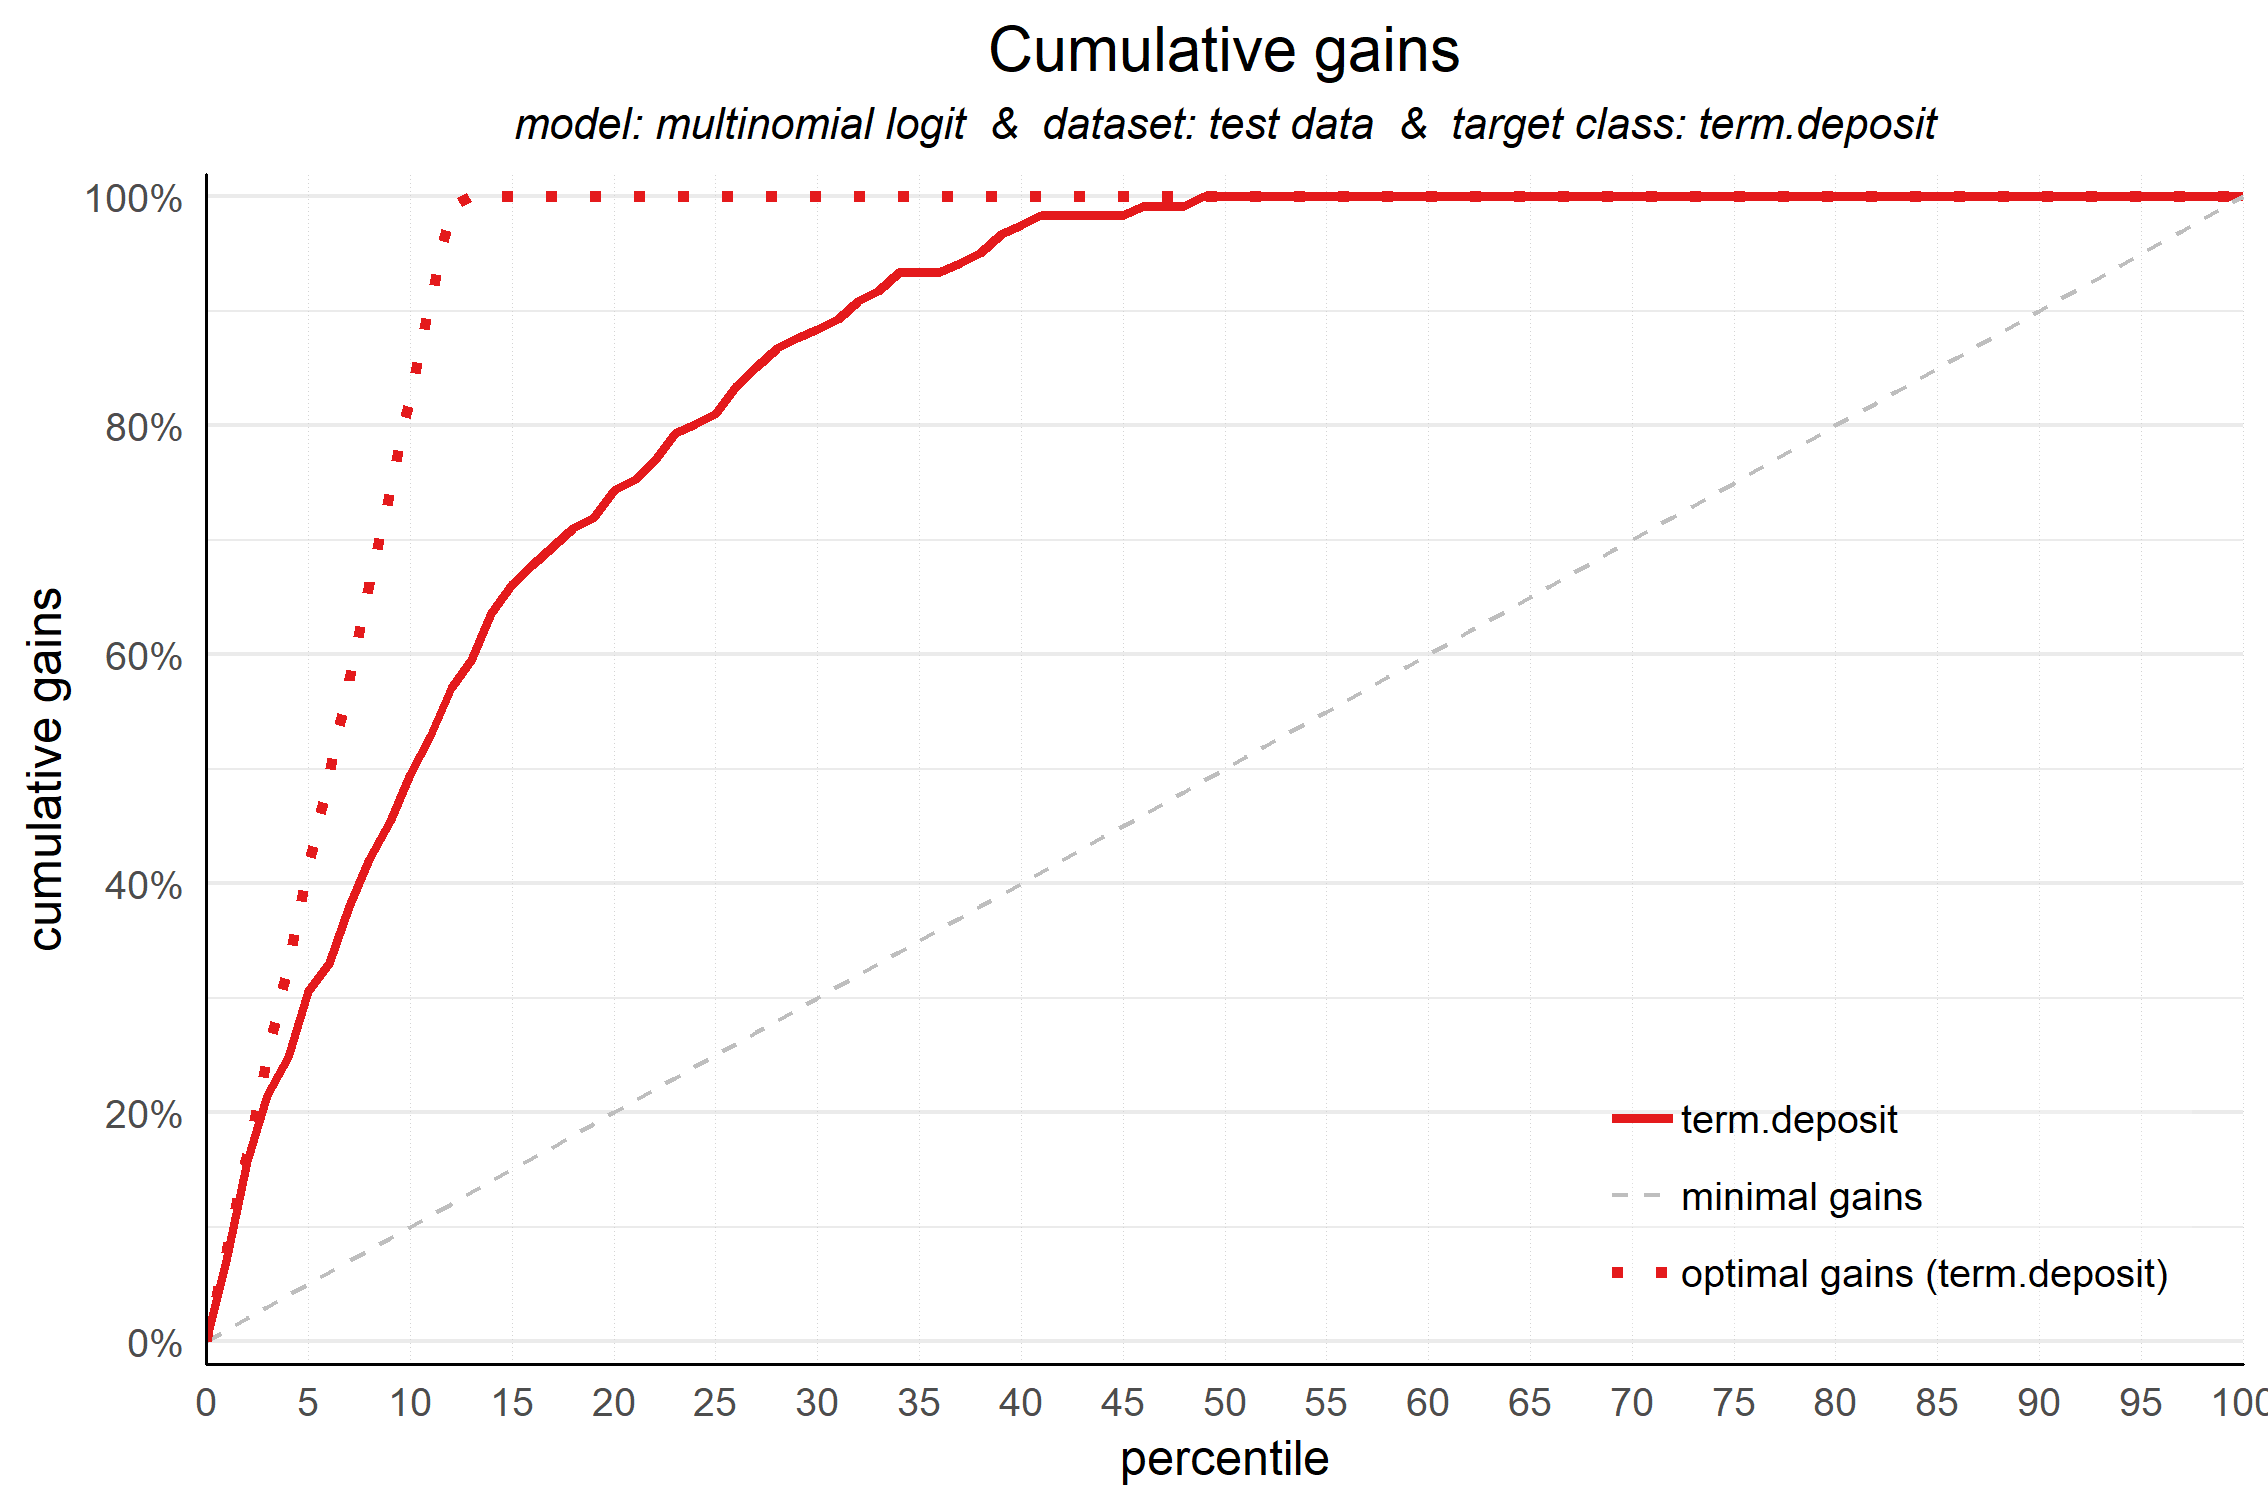 Cumulative gains
model: multinomial logit & dataset: test data & target class: term.deposit
cumulative gains
100%
80%
60%
40%
20%
0%
term.deposit
minimal gains
optimal gains (term.deposit)
0 5 10 15 20 25 30 35 40 45 50 55 60 65 70 75 80 85 90 95 100
percentile